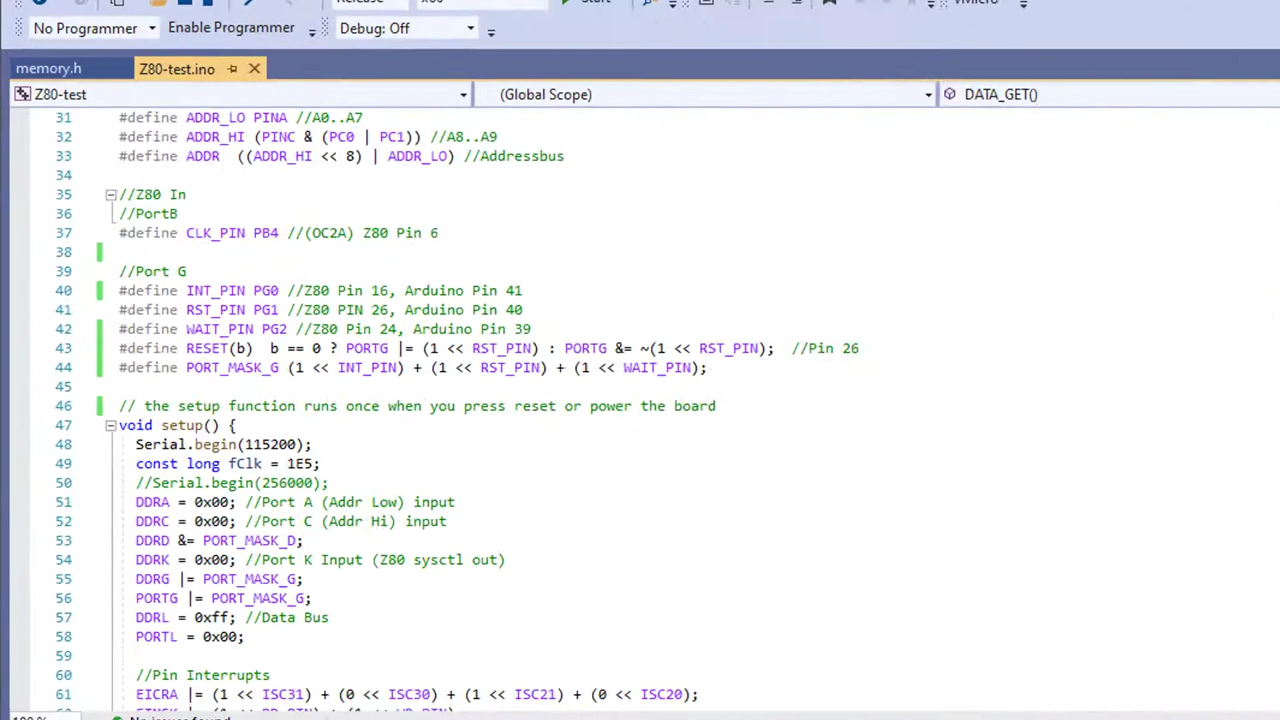 Release
Start
VMicro
No Programmer
Enable Programmer
Debug: Off
memory.h
Z80-test.ino
Z80-test
(Global Scope)
DATA_GET()
31 #define ADDR_LO PINA //A0..A7
32 #define ADDR_HI (PINC & (PC0 | PC1)) //A8..A9
33 #define ADDR  ((ADDR_HI << 8) | ADDR_LO) //Addressbus
34
35 //Z80 In
36 //PortB
37 #define CLK_PIN PB4 //(OC2A) Z80 Pin 6
38
39 //Port G
40 #define INT_PIN PG0 //Z80 Pin 16, Arduino Pin 41
41 #define RST_PIN PG1 //Z80 PIN 26, Arduino Pin 40
42 #define WAIT_PIN PG2 //Z80 Pin 24, Arduino Pin 39
43 #define RESET(b)  b == 0 ? PORTG |= (1 << RST_PIN) : PORTG &= ~(1 << RST_PIN);  //Pin 26
44 #define PORT_MASK_G (1 << INT_PIN) + (1 << RST_PIN) + (1 << WAIT_PIN);
45
46 // the setup function runs once when you press reset or power the board
47 void setup() {
48 Serial.begin(115200);
49 const long fClk = 1E5;
50 //Serial.begin(256000);
51 DDRA = 0x00; //Port A (Addr Low) input
52 DDRC = 0x00; //Port C (Addr Hi) input
53 DDRD &= PORT_MASK_D;
54 DDRK = 0x00; //Port K Input (Z80 sysctl out)
55 DDRG |= PORT_MASK_G;
56 PORTG |= PORT_MASK_G;
57 DDRL = 0xff; //Data Bus
58 PORTL = 0x00;
59
60 //Pin Interrupts
61 EICRA |= (1 << ISC31) + (0 << ISC30) + (1 << ISC21) + (0 << ISC20);
No issues found